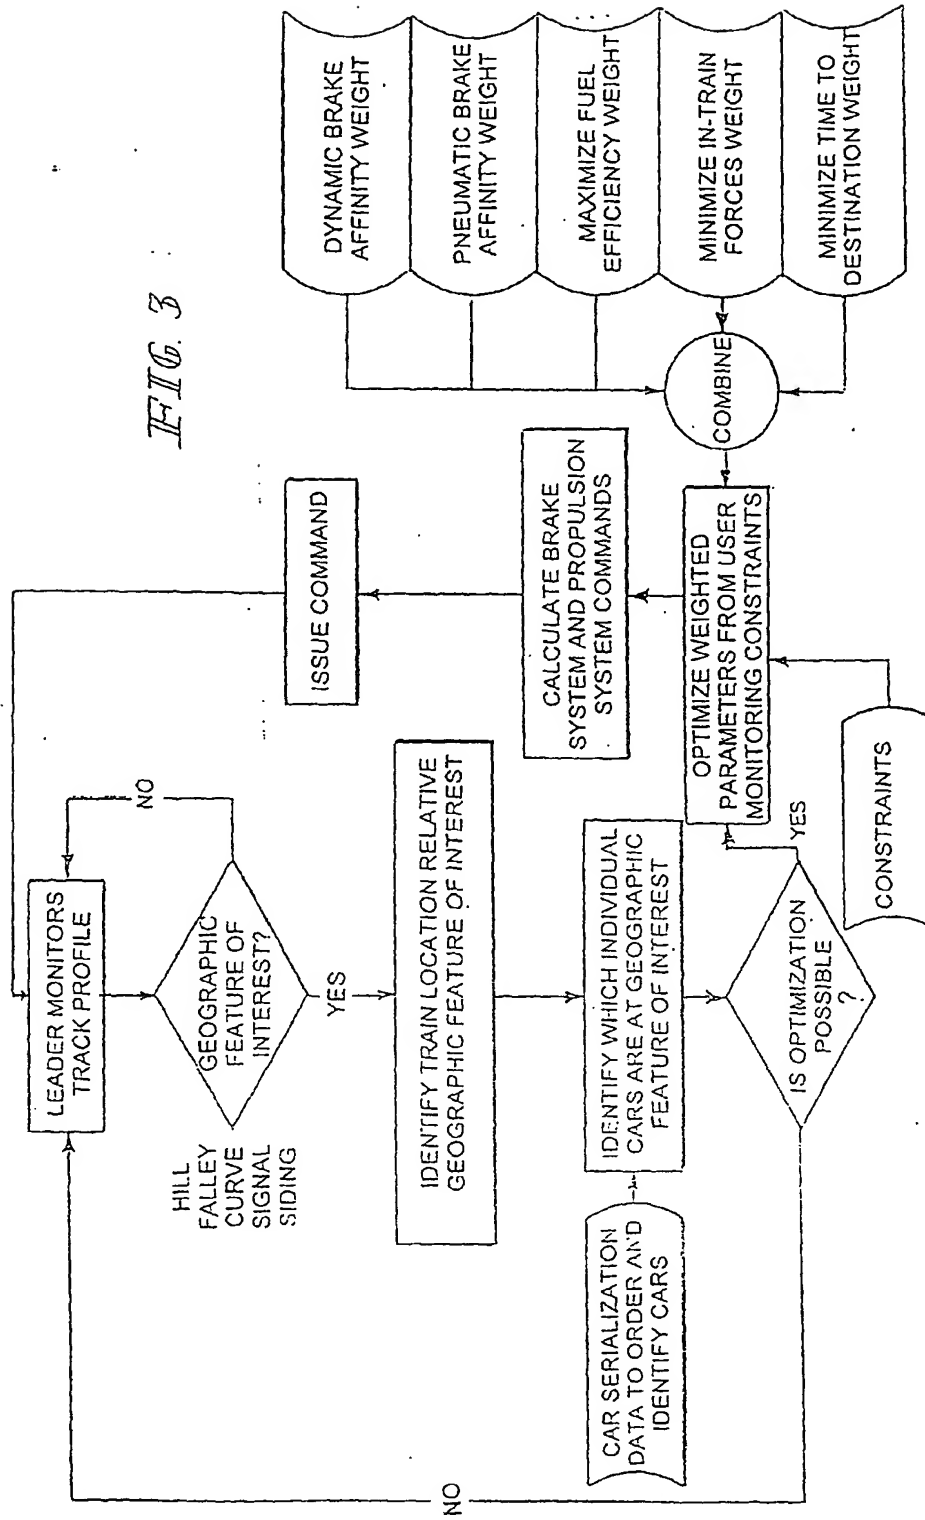 FIG. 3
LEADER MONITORS
TRACK PROFILE
NO
GEOGRAPHIC
FEATURE OF
INTEREST?
HILL
FALLEY
CURVE
SIGNAL
SIDING
YES
IDENTIFY TRAIN LOCATION RELATIVE
GEOGRAPHIC FEATURE OF INTEREST
CAR SERIALIZATION
DATA TO ORDER AND
IDENTIFY CARS
IDENTIFY WHICH INDIVIDUAL
CARS ARE AT GEOGRAPHIC
FEATURE OF INTEREST
IS OPTIMIZATION
POSSIBLE
?
NO
YES
CONSTRAINTS
ISSUE COMMAND
CALCULATE BRAKE
SYSTEM AND PROPULSION
SYSTEM COMMANDS
OPTIMIZE WEIGHTED
PARAMETERS FROM USER
MONITORING CONSTRAINTS
COMBINE
DYNAMIC BRAKE
AFFINITY WEIGHT
PNEUMATIC BRAKE
AFFINITY WEIGHT
MAXIMIZE FUEL
EFFICIENCY WEIGHT
MINIMIZE IN-TRAIN
FORCES WEIGHT
MINIMIZE TIME TO
DESTINATION WEIGHT